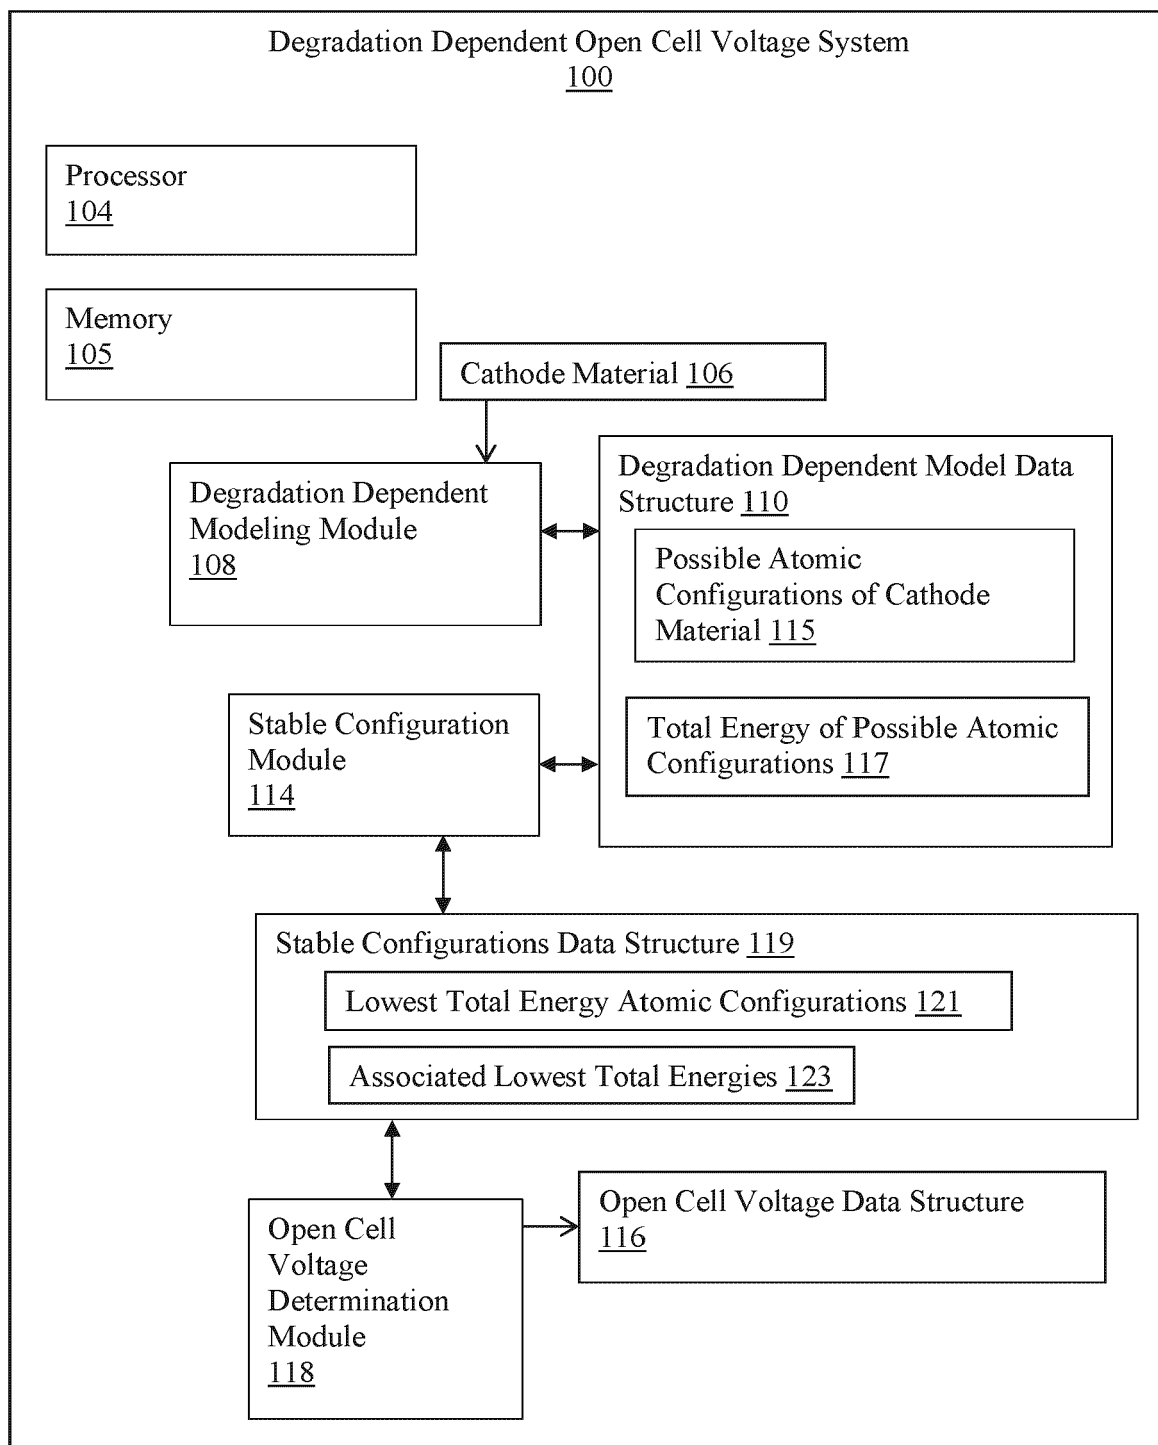 Degradation Dependent Open Cell Voltage System
100
Processor
104
Memory
105
Cathode Material 106
Degradation Dependent
Modeling Module
108
Degradation Dependent Model Data
Structure 110
Possible Atomic
Configurations of Cathode
Material 115
Stable Configuration
Module
114
Total Energy of Possible Atomic
Configurations 117
Stable Configurations Data Structure 119
Lowest Total Energy Atomic Configurations 121
Associated Lowest Total Energies 123
Open Cell
Voltage
Determination
Module
118
Open Cell Voltage Data Structure
116